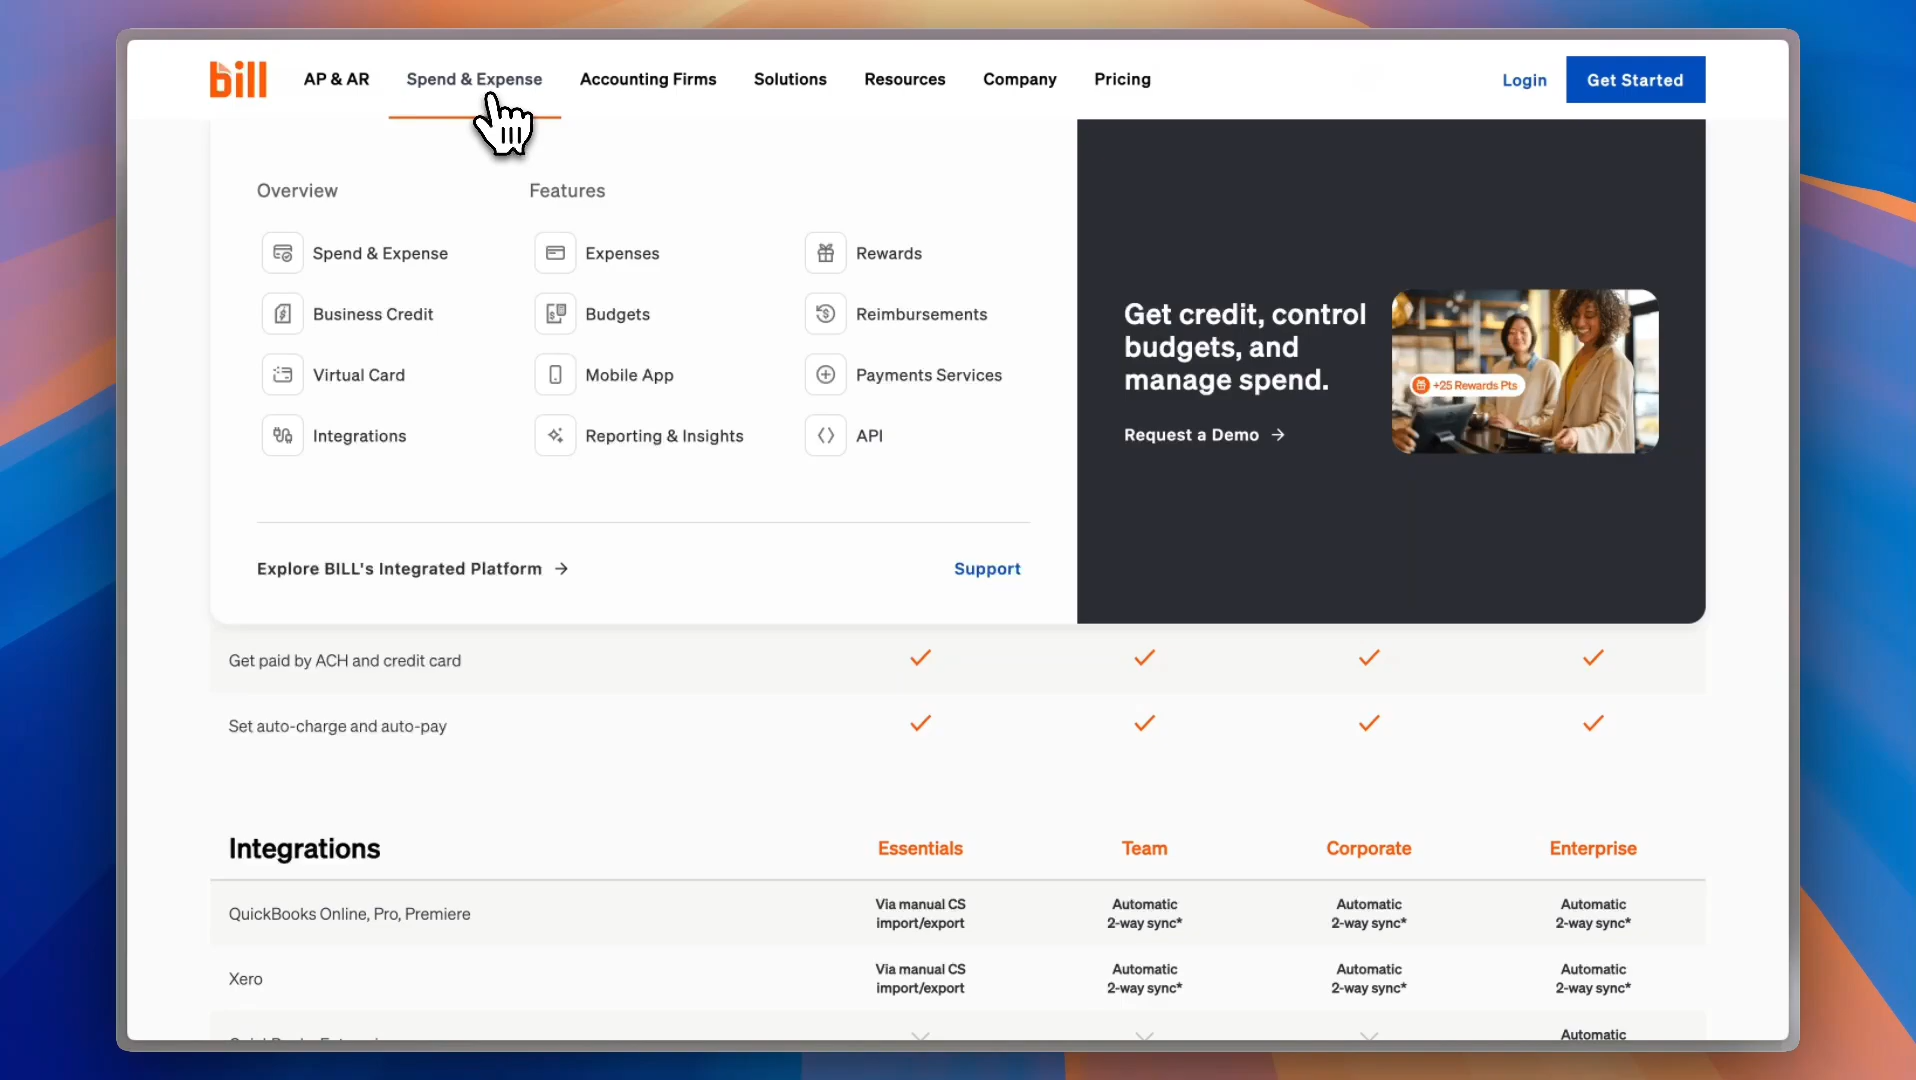 bill
AP & AR
Spend & Expense
Accounting Firms
Solutions
Resources
Company
Pricing
Login
Get Started
Overview
Features
Spend & Expense
Expenses
Rewards
Business Credit
Budgets
Reimbursements
Virtual Card
Mobile App
Payments Services
Integrations
Reporting & Insights
API
Explore BILL's Integrated Platform
Support
Get credit, control
budgets, and
manage spend.
Request a Demo
+25 Rewards Pts
Get paid by ACH and credit card
Set auto-charge and auto-pay
Integrations
Essentials
Team
Corporate
Enterprise
QuickBooks Online, Pro, Premiere
Via manual CS
import/export
Automatic
2-way sync*
Automatic
2-way sync*
Automatic
2-way sync*
Xero
Via manual CS
import/export
Automatic
2-way sync*
Automatic
2-way sync*
Automatic
2-way sync*
Automatic